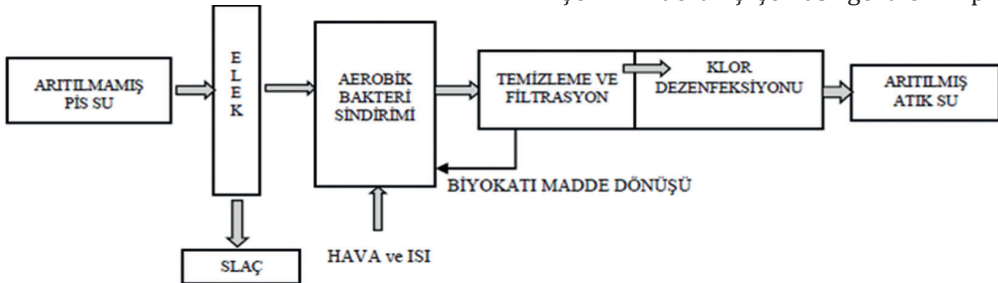 ARITILMAMIŞ
PİS SU
E
L
E
K
SLAÇ
AEROBİK
BAKTERİ
SİNDİRİMİ
HAVA ve ISI
TEMİZLEME VE
FİLTRASYON
BİYOKATI MADDE DÖNÜŞÜ
KLOR
DEZENFEKSİYONU
ARITILMIŞ
ATIK SU